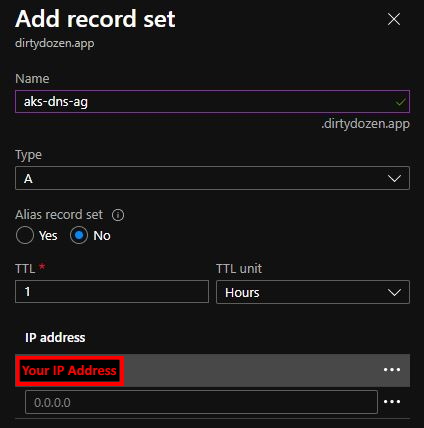 Add record set
dirtydozen.app
Name
aks-dns-ag
.dirtydozen.app
Type
A
Alias record set
Yes No
TTL * TTL unit
1 Hours
IP address
Your IP Address
0.0.0.0